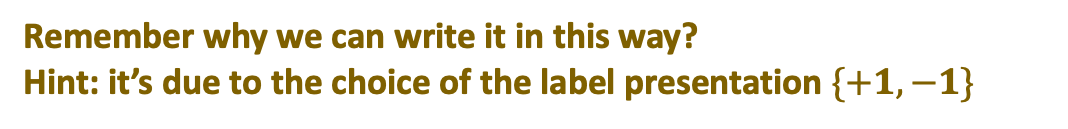 Remember why we can write it in this way?
Hint: it’s due to the choice of the label presentation {+1, −1}